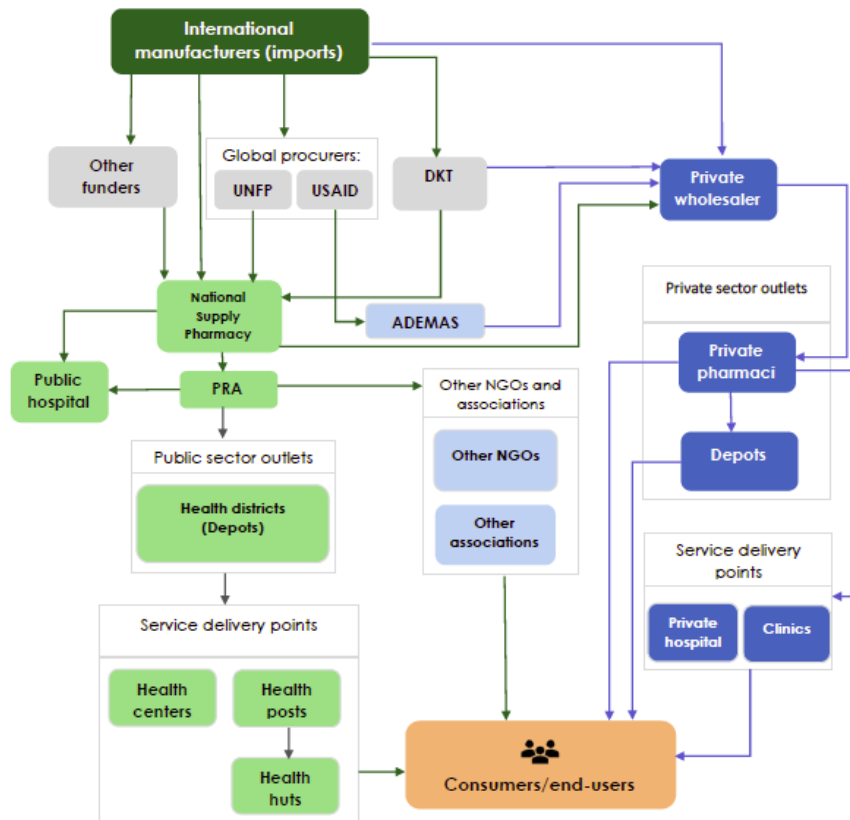 International
manufacturers (imports)
Other
funders
Global procurers:
UNFP
USAID
DKT
Private
wholesaler
National
Supply
Pharmacy
ADEMAS
Private sector outlets
Private
pharmaci
Depots
Public
hospital
PRA
Other NGOs and
associations
Other NGOs
Other
associations
Public sector outlets
Health districts
(Depots)
Service delivery
points
Private
hospital
Clinics
Service delivery points
Health
centers
Health
posts
Health
huts
Consumers/end-users